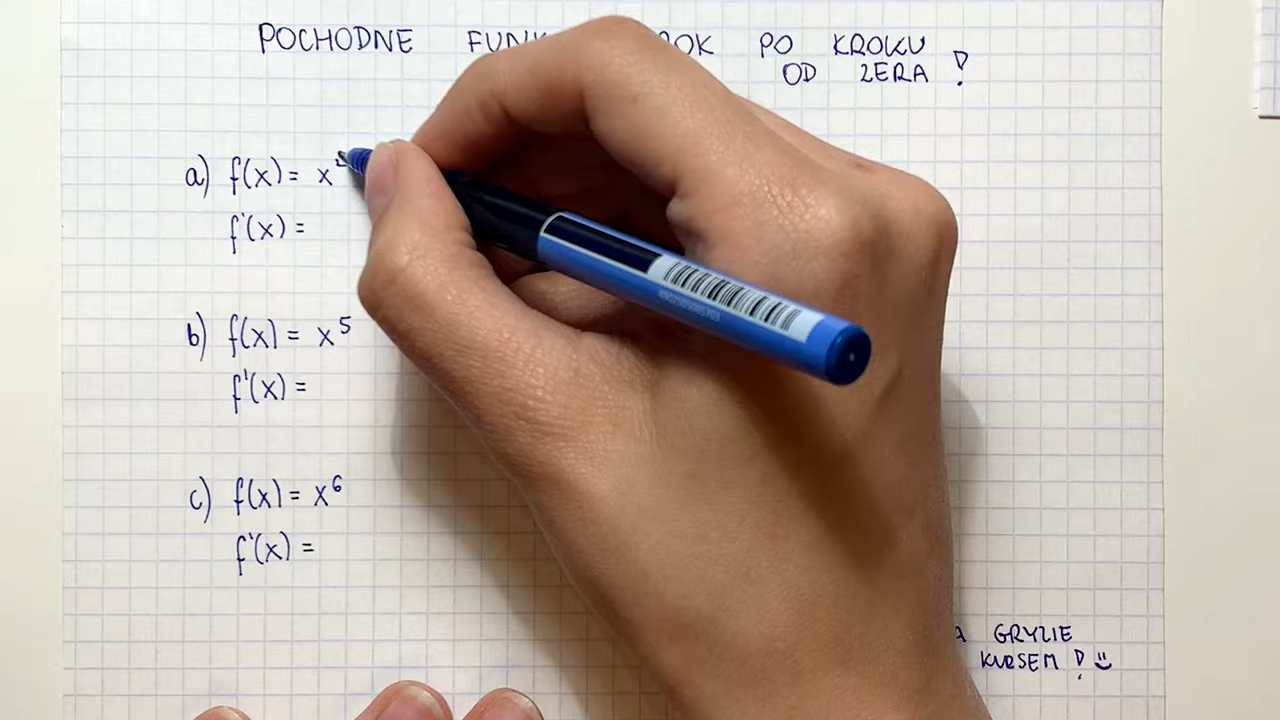 POCHODNE PO KROKU
OD ZERA!
a) f(x) = x
f'(x) =
b) f(x) = x⁵
f'(x) =
c) f(x) = x⁶
f'(x) =
GRYZIE
KURSEM! :)